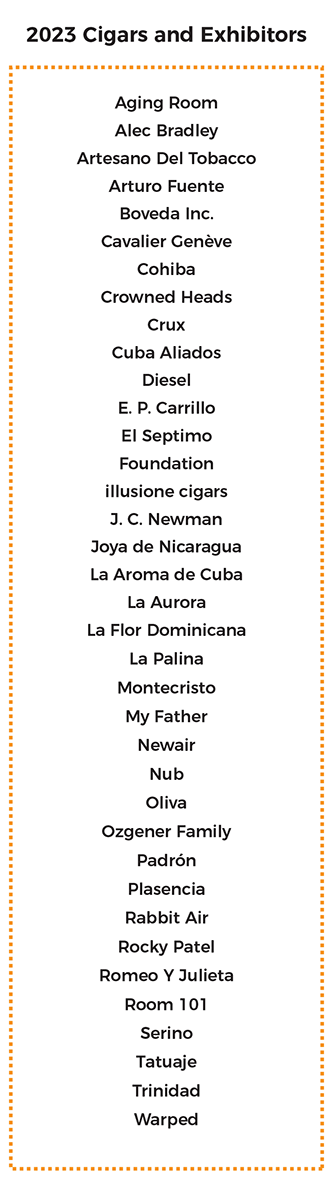 2023 Cigars and Exhibitors
Aging Room
Alec Bradley
Artesano Del Tobacco
Arturo Fuente
Boveda Inc.
Cavalier Genève
Cohiba
Crowned Heads
Crux
Cuba Aliados
Diesel
E. P. Carrillo
El Septimo
Foundation
illusione cigars
J. C. Newman
Joya de Nicaragua
La Aroma de Cuba
La Aurora
La Flor Dominicana
La Palina
Montecristo
My Father
Newair
Nub
Oliva
Ozgener Family
Padrón
Plasencia
Rabbit Air
Rocky Patel
Romeo Y Julieta
Room 101
Serino
Tatuaje
Trinidad
Warped